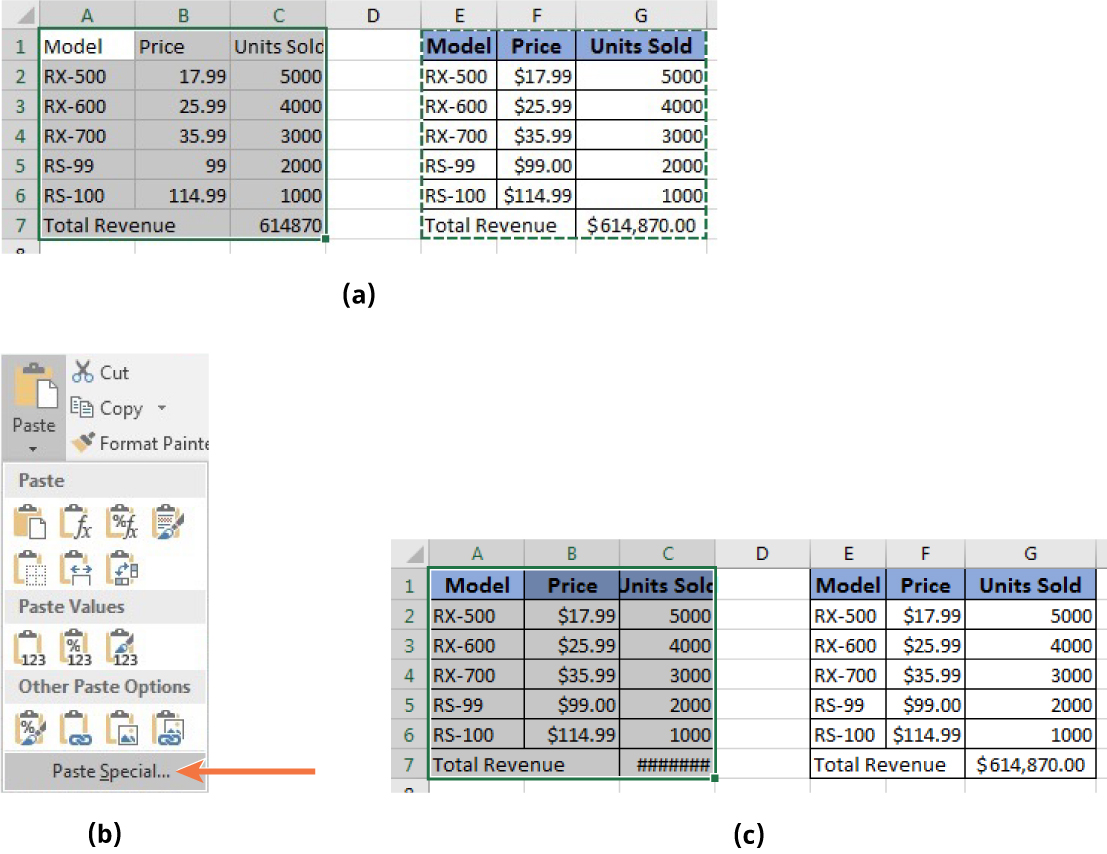 A B C D E F G
1 Model Price Units Sold Model Price Units Sold
2 RX-500 17.99 5000 RX-500 $17.99 5000
3 RX-600 25.99 4000 RX-600 $25.99 4000
4 RX-700 35.99 3000 RX-700 $35.99 3000
5 RS-99 99 2000 RS-99 $99.00 2000
6 RS-100 114.99 1000 RS-100 $114.99 1000
7 Total Revenue 614870 Total Revenue $614,870.00
(a)
Cut
Copy
Paste
Format Painte
Paste
fx %fx
Paste Values
123 % 123 123
Other Paste Options
%
Paste Special...
(b)
A B C D E F G
1 Model Price Units Sold Model Price Units Sold
2 RX-500 $17.99 5000 RX-500 $17.99 5000
3 RX-600 $25.99 4000 RX-600 $25.99 4000
4 RX-700 $35.99 3000 RX-700 $35.99 3000
5 RS-99 $99.00 2000 RS-99 $99.00 2000
6 RS-100 $114.99 1000 RS-100 $114.99 1000
7 Total Revenue ####### Total Revenue $614,870.00
(c)